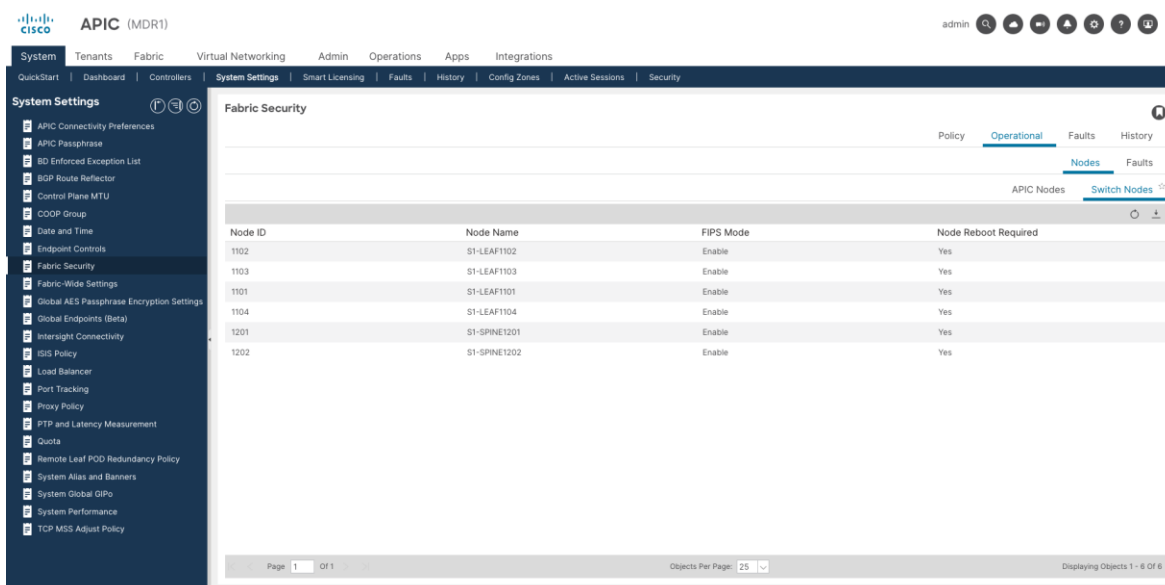 CISCO
APIC (MDR1)
admin
System Tenants Fabric Virtual Networking Admin Operations Apps Integrations
QuickStart | Dashboard | Controllers | System Settings | Smart Licensing | Faults | History | Config Zones | Active Sessions | Security
System Settings
APIC Connectivity Preferences
APIC Passphrase
BD Enforced Exception List
BGP Route Reflector
Control Plane MTU
COOP Group
Date and Time
Endpoint Controls
Fabric Security
Fabric-Wide Settings
Global AES Passphrase Encryption Settings
Global Endpoints (Beta)
Intersight Connectivity
ISIS Policy
Load Balancer
Port Tracking
Proxy Policy
PTP and Latency Measurement
Quota
Remote Leaf POD Redundancy Policy
System Alias and Banners
System Global GIPo
System Performance
TCP MSS Adjust Policy
Fabric Security
Policy Operational Faults History
Nodes Faults
APIC Nodes Switch Nodes
Node ID Node Name FIPS Mode Node Reboot Required
1102 S1-LEAF1102 Enable Yes
1103 S1-LEAF1103 Enable Yes
1101 S1-LEAF1101 Enable Yes
1104 S1-LEAF1104 Enable Yes
1201 S1-SPINE1201 Enable Yes
1202 S1-SPINE1202 Enable Yes
Page 1 Of 1 Objects Per Page: 25 Displaying Objects 1 - 6 Of 6